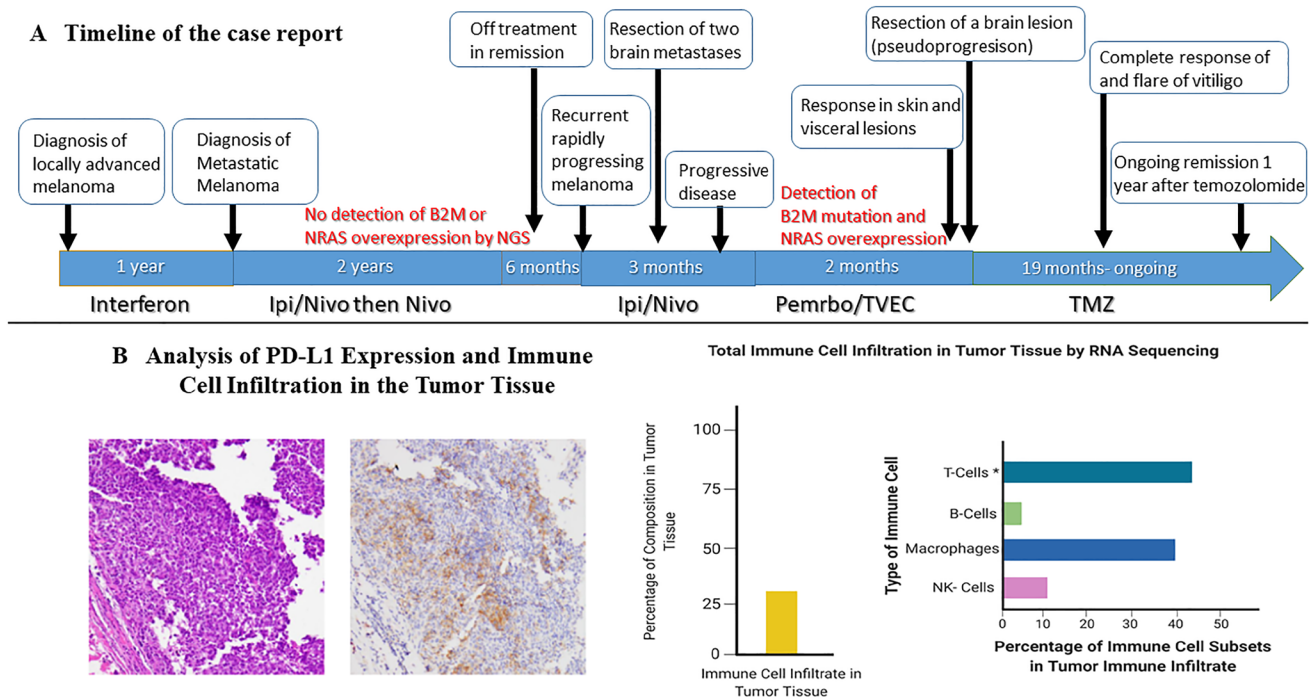 A Timeline of the case report
Diagnosis of
locally advanced
melanoma
Diagnosis of
Metastatic
Melanoma
Off treatment
in remission
Recurrent
rapidly
progressing
melanoma
Resection of two
brain metastases
Progressive
disease
Response in skin and
visceral lesions
Resection of a brain lesion
(pseudoprogresison)
Complete response of
and flare of vitiligo
Ongoing remission 1
year after temozolomide
No detection of B2M or
NRAS overexpression by NGS
Detection of
B2M mutation and
NRAS overexpression
1 year
2 years
6 months
3 months
2 months
19 months- ongoing
Interferon
Ipi/Nivo then Nivo
Ipi/Nivo
Pemrbo/TVEC
TMZ
B Analysis of PD-L1 Expression and Immune
Cell Infiltration in the Tumor Tissue
Total Immune Cell Infiltration in Tumor Tissue by RNA Sequencing
Percentage of Composition in Tumor
Tissue
100
75
50
25
0
Immune Cell Infiltrate in
Tumor Tissue
Type of Immune Cell
T-Cells *
B-Cells
Macrophages
NK- Cells
0 10 20 30 40 50
Percentage of Immune Cell Subsets
in Tumor Immune Infiltrate